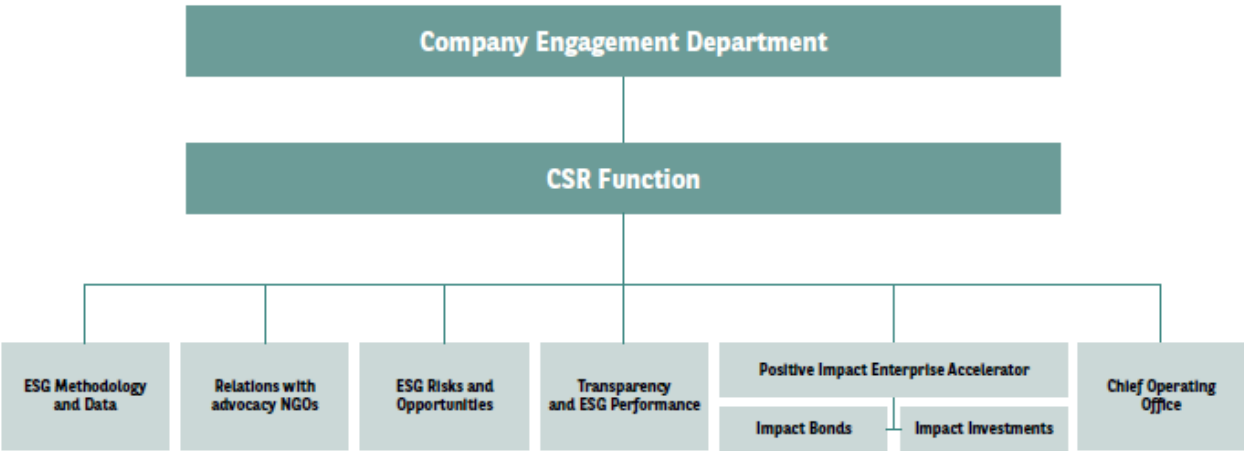 Company Engagement Department
CSR Function
ESG Methodology
and Data
Relations with
advocacy NGOs
ESG Risks and
Opportunities
Transparency
and ESG Performance
Positive Impact Enterprise Accelerator
Impact Bonds
Impact Investments
Chief Operating
Office